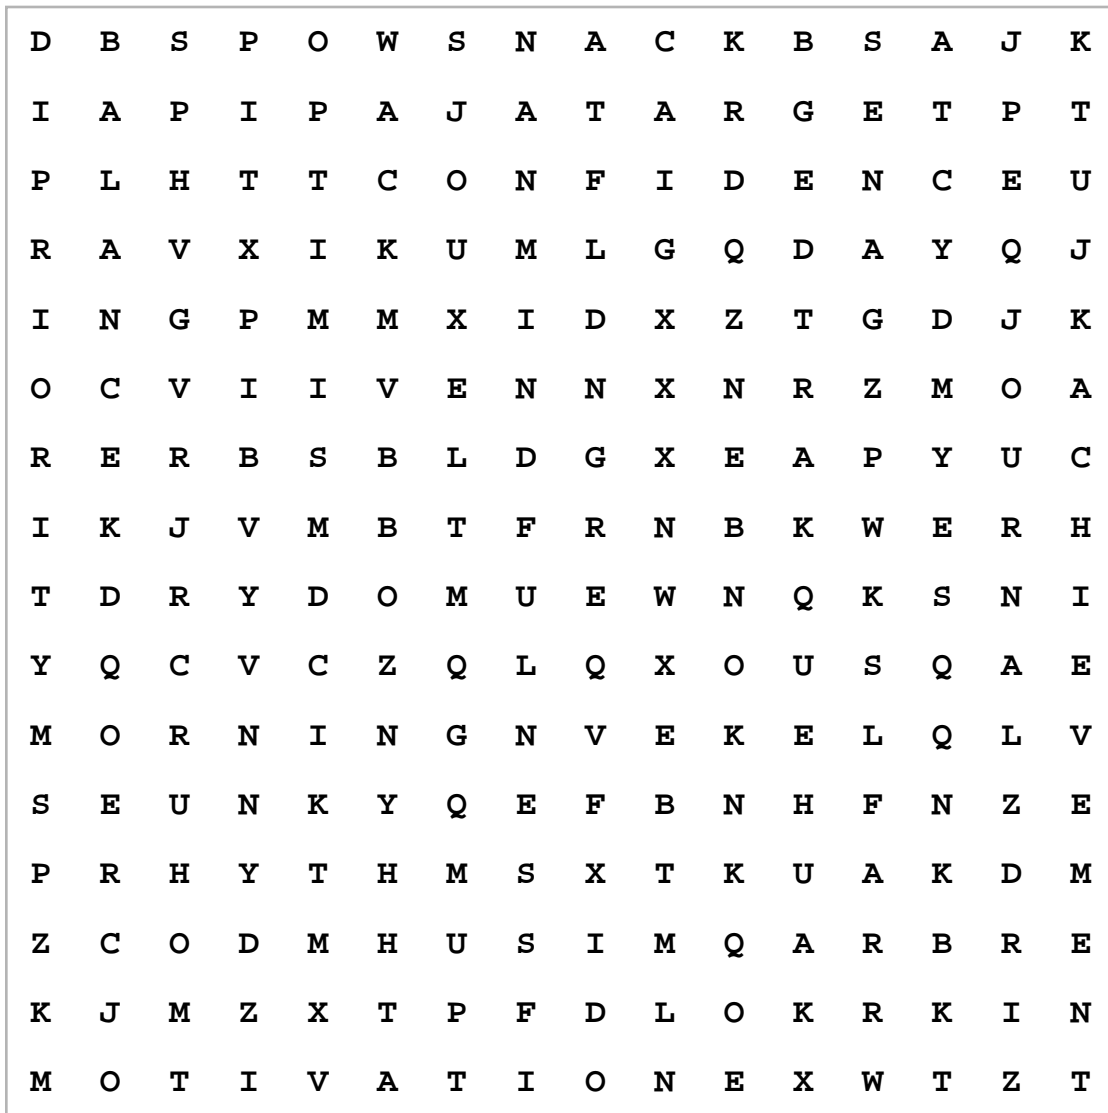 D B S P O W S N A C K B S A J K
I A P I P A J A T A R G E T P T
P L H T T C O N F I D E N C E U
R A V X I K U M L G Q D A Y Q J
I N G P M M X I D X Z T G D J K
O C V I I V E N N X N R Z M O A
R E R B S B L D G X E A P Y U C
I K J V M B T F R N B K W E R H
T D R Y D O M U E W N Q K S N I
Y Q C V C Z Q L Q X O U S Q A E
M O R N I N G N V E K E L Q L V
S E U N K Y Q E F B N H F N Z E
P R H Y T H M S X T K U A K D M
Z C O D M H U S I M Q A R B R E
K J M Z X T P F D L O K R K I N
M O T I V A T I O N E X W T Z T